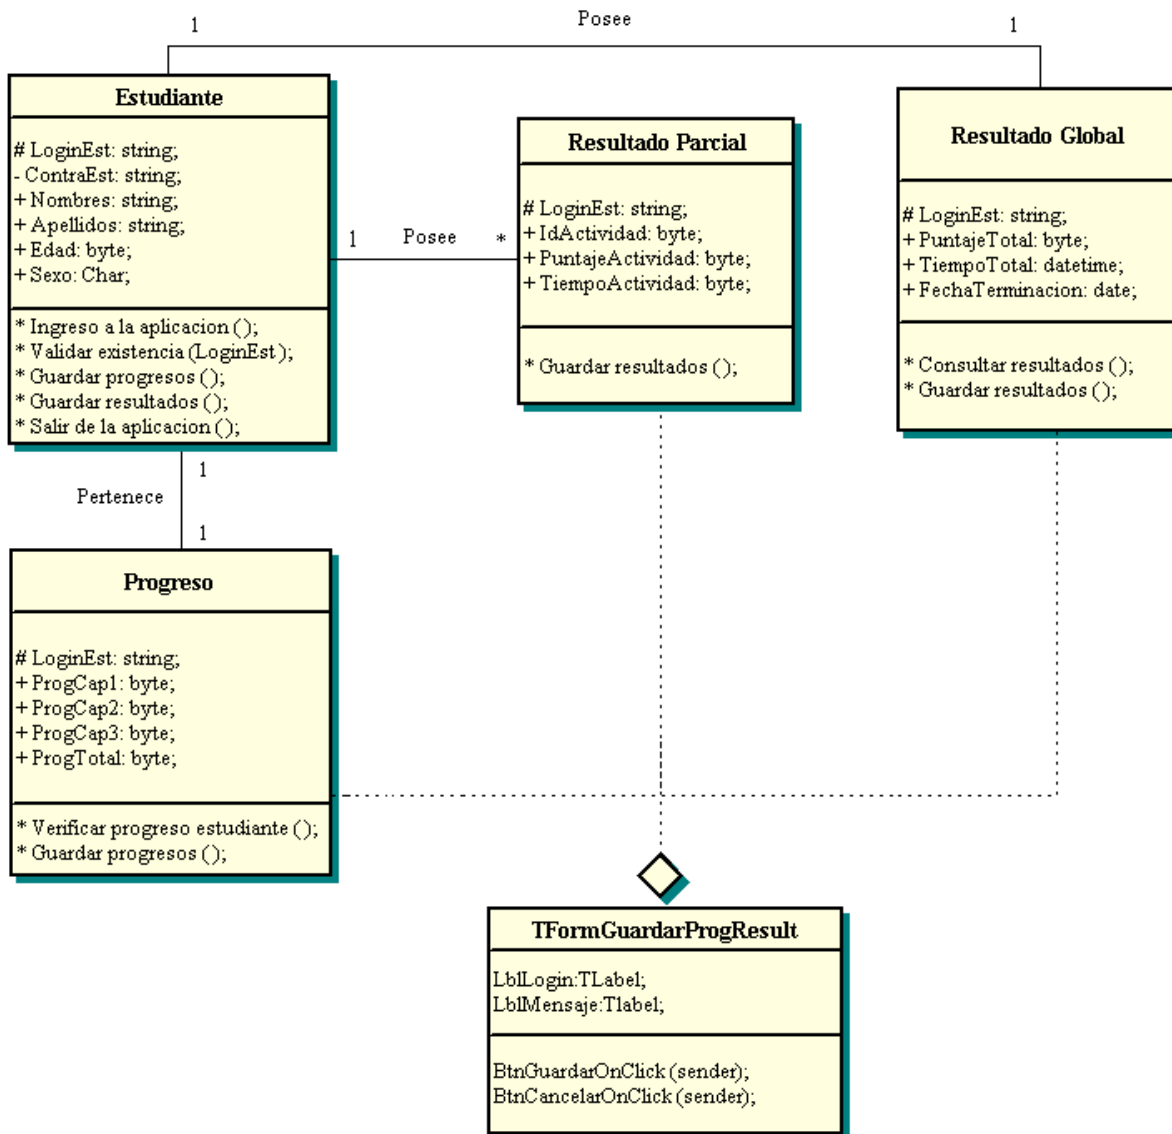 Posee
1
1
Estudiante
# LoginEst: string;
- ContraEst: string;
+ Nombres: string;
+ Apellidos: string;
+ Edad: byte;
+ Sexo: Char;
* Ingreso a la aplicacion ();
* Validar existencia (LoginEst);
* Guardar progresos ();
* Guardar resultados ();
* Salir de la aplicacion ();
1 Posee *
Resultado Parcial
# LoginEst: string;
+ IdActividad: byte;
+ PuntajeActividad: byte;
+ TiempoActividad: byte;
* Guardar resultados ();
Resultado Global
# LoginEst: string;
+ PuntajeTotal: byte;
+ TiempoTotal: datetime;
+ FechaTerminacion: date;
* Consultar resultados ();
* Guardar resultados ();
1
Pertenece
1
Progreso
# LoginEst: string;
+ ProgCap1: byte;
+ ProgCap2: byte;
+ ProgCap3: byte;
+ ProgTotal: byte;
* Verificar progreso estudiante ();
* Guardar progresos ();
TFormGuardarProgResult
LblLogin:TLabel;
LblMensaje:Tlabel;
BtnGuardarOnClick (sender);
BtnCancelarOnClick (sender);